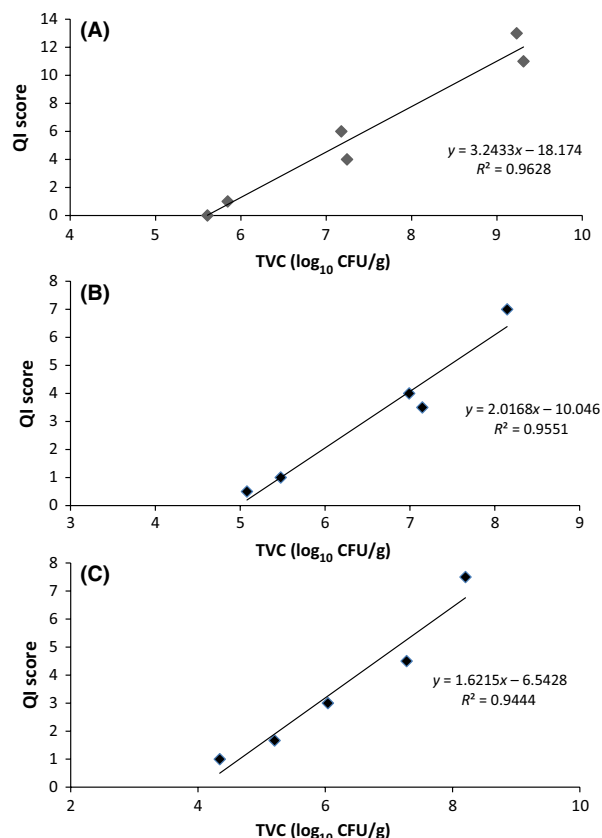 (A)
14
12
10
8
6
4
2
0
QI score
4 5 6 7 8 9 10
TVC (log₁₀ CFU/g)
y = 3.2433x – 18.174
R² = 0.9628
(B)
8
7
6
5
4
3
2
1
0
QI score
3 4 5 6 7 8 9
TVC (log₁₀ CFU/g)
y = 2.0168x – 10.046
R² = 0.9551
(C)
8
7
6
5
4
3
2
1
0
QI score
2 4 6 8 10
TVC (log₁₀ CFU/g)
y = 1.6215x – 6.5428
R² = 0.9444